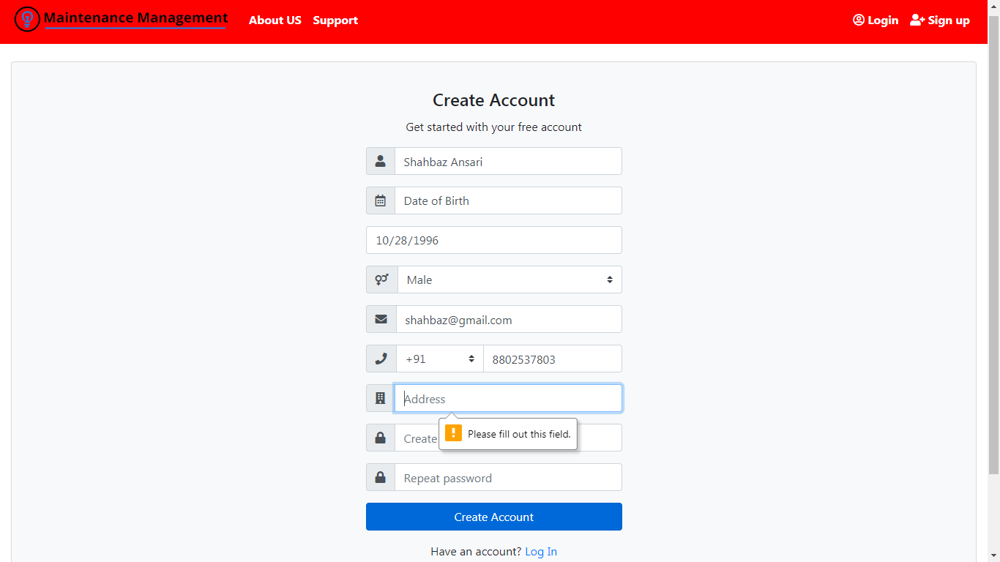 Maintenance Management About US Support Login Sign up
Create Account
Get started with your free account
Shahbaz Ansari
Date of Birth
10/28/1996
Male
shahbaz@gmail.com
+91 8802537803
Address
Please fill out this field.
Create
Repeat password
Create Account
Have an account? Log In